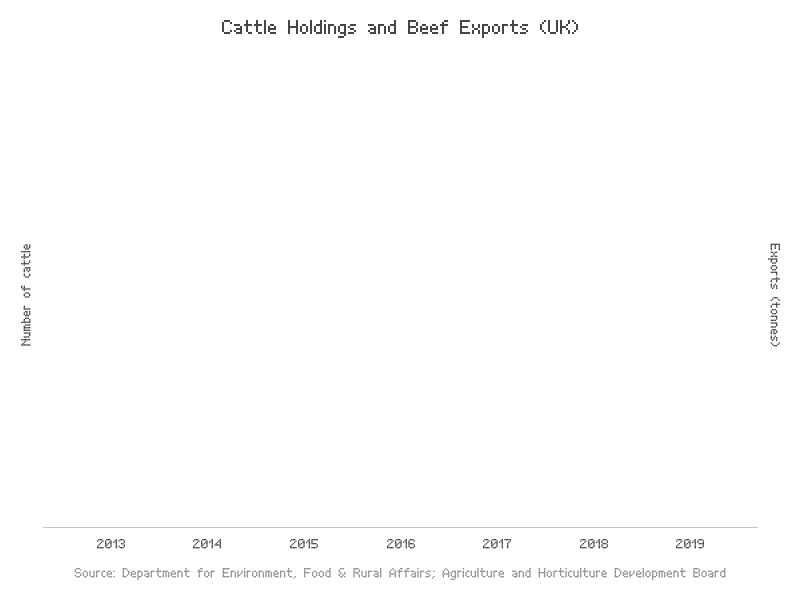 Cattle Holdings and Beef Exports (UK)
Number of cattle
Exports (tonnes)
2013 2014 2015 2016 2017 2018 2019
Source: Department for Environment, Food & Rural Affairs; Agriculture and Horticulture Development Board